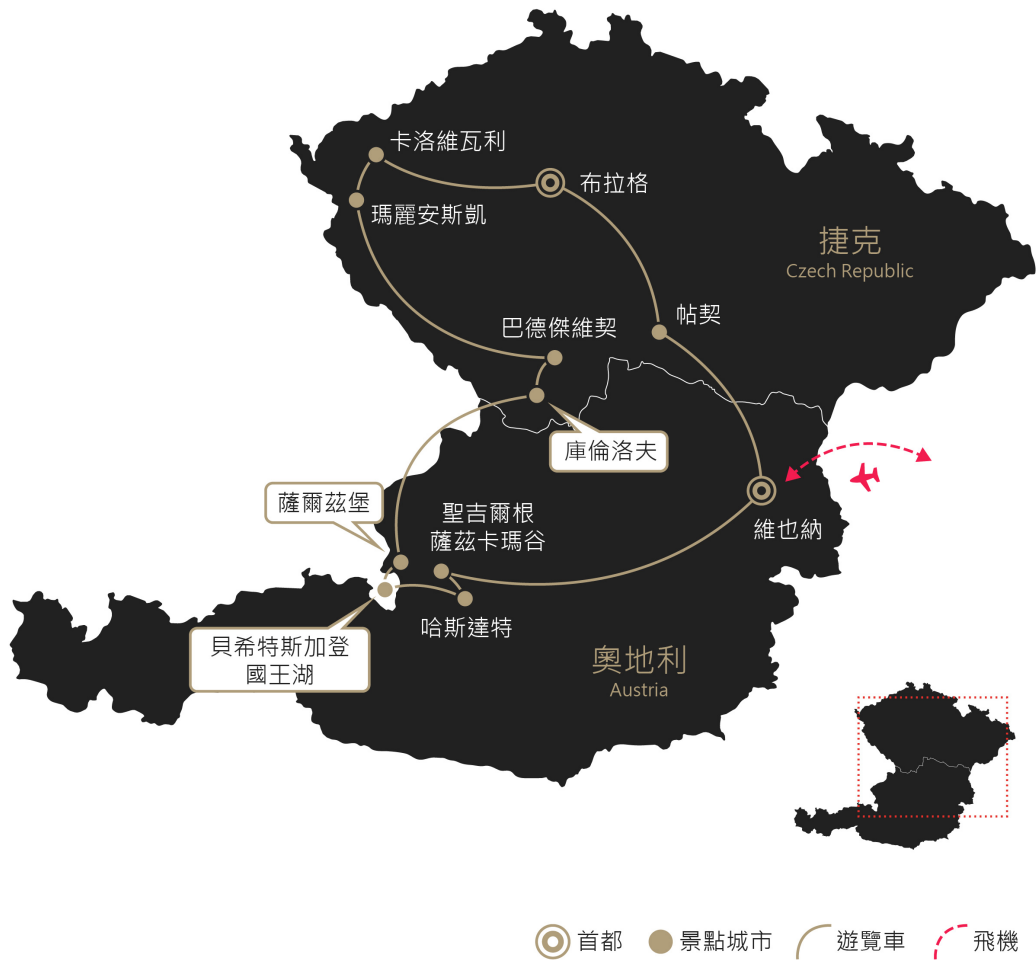 卡洛維瓦利
布拉格
瑪麗安斯凱
捷克
Czech Republic
帖契
巴德傑維契
庫倫洛夫
薩爾茲堡
聖吉爾根
薩茲卡瑪谷
維也納
哈斯達特
貝希特斯加登
國王湖
奧地利
Austria
首都
景點城市
遊覽車
飛機